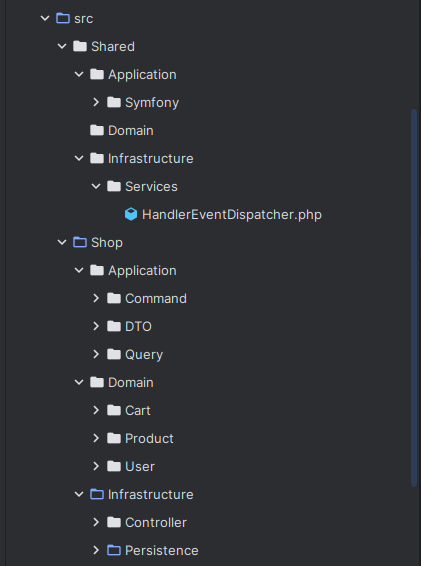 src
Shared
Application
Symfony
Domain
Infrastructure
Services
HandlerEventDispatcher.php
Shop
Application
Command
DTO
Query
Domain
Cart
Product
User
Infrastructure
Controller
Persistence